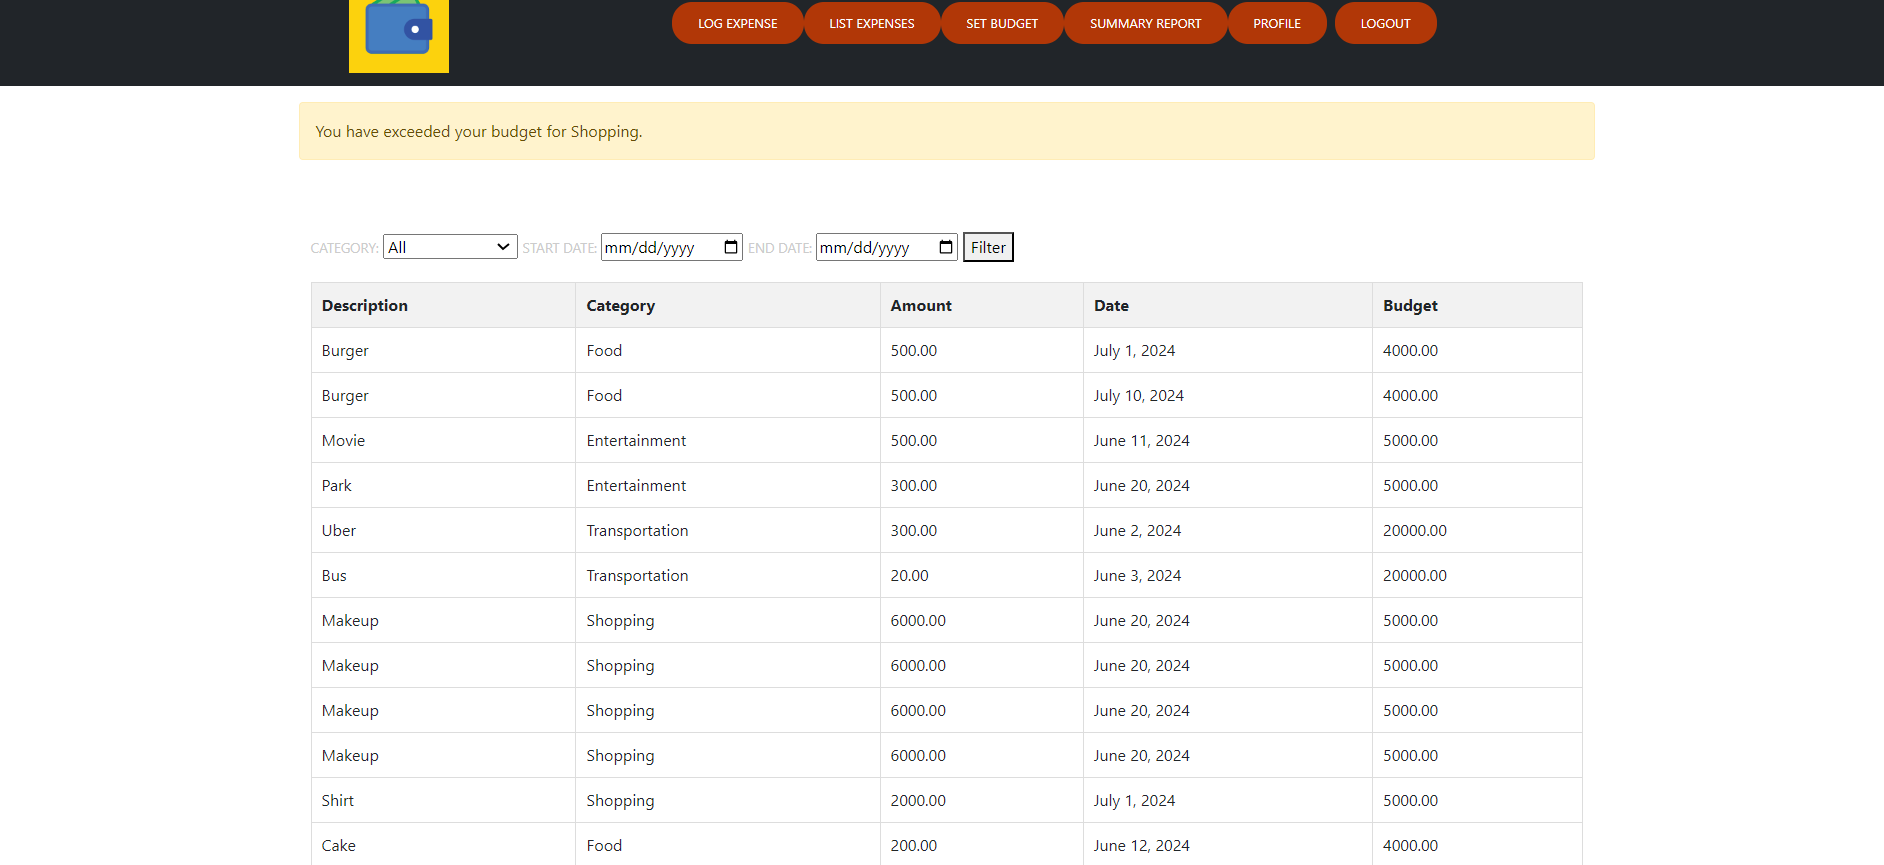 LOG EXPENSE LIST EXPENSES SET BUDGET SUMMARY REPORT PROFILE LOGOUT
You have exceeded your budget for Shopping.
CATEGORY: All START DATE: mm/dd/yyyy END DATE: mm/dd/yyyy Filter
Description Category Amount Date Budget
Burger Food 500.00 July 1, 2024 4000.00
Burger Food 500.00 July 10, 2024 4000.00
Movie Entertainment 500.00 June 11, 2024 5000.00
Park Entertainment 300.00 June 20, 2024 5000.00
Uber Transportation 300.00 June 2, 2024 20000.00
Bus Transportation 20.00 June 3, 2024 20000.00
Makeup Shopping 6000.00 June 20, 2024 5000.00
Makeup Shopping 6000.00 June 20, 2024 5000.00
Makeup Shopping 6000.00 June 20, 2024 5000.00
Makeup Shopping 6000.00 June 20, 2024 5000.00
Shirt Shopping 2000.00 July 1, 2024 5000.00
Cake Food 200.00 June 12, 2024 4000.00